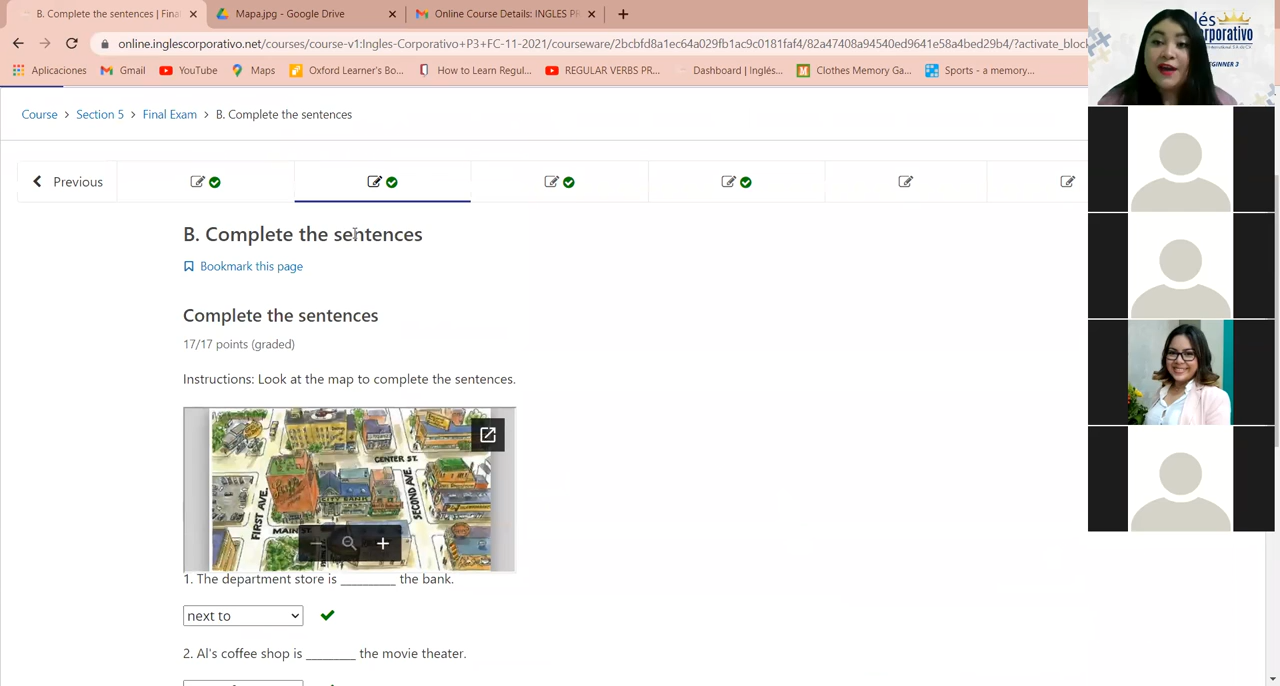 B. Complete the sentences | Fina
Mapa.jpg - Google Drive
Online Course Details: INGLES PR
online.inglescorporativo.net/courses/course-v1:Ingles-Corporativo+P3+FC-11-2021/courseware/2bcbfd8a1ec64a029fb1ac9c0181faf4/82a47408a94540ed9641e58a4bed29b4/?activate_block
Aplicaciones
Gmail
YouTube
Maps
Oxford Learner's Bo...
How to Learn Regul...
REGULAR VERBS PR...
Dashboard | Inglés...
Clothes Memory Ga...
Sports - a memory...
Course > Section 5 > Final Exam > B. Complete the sentences
Previous
B. Complete the sentences
Bookmark this page
Complete the sentences
17/17 points (graded)
Instructions: Look at the map to complete the sentences.
CENTER ST.
FIRST AVE.
SECOND AVE.
CITY BANK
MAIN ST.
1. The department store is _________ the bank.
next to
2. Al's coffee shop is ________ the movie theater.